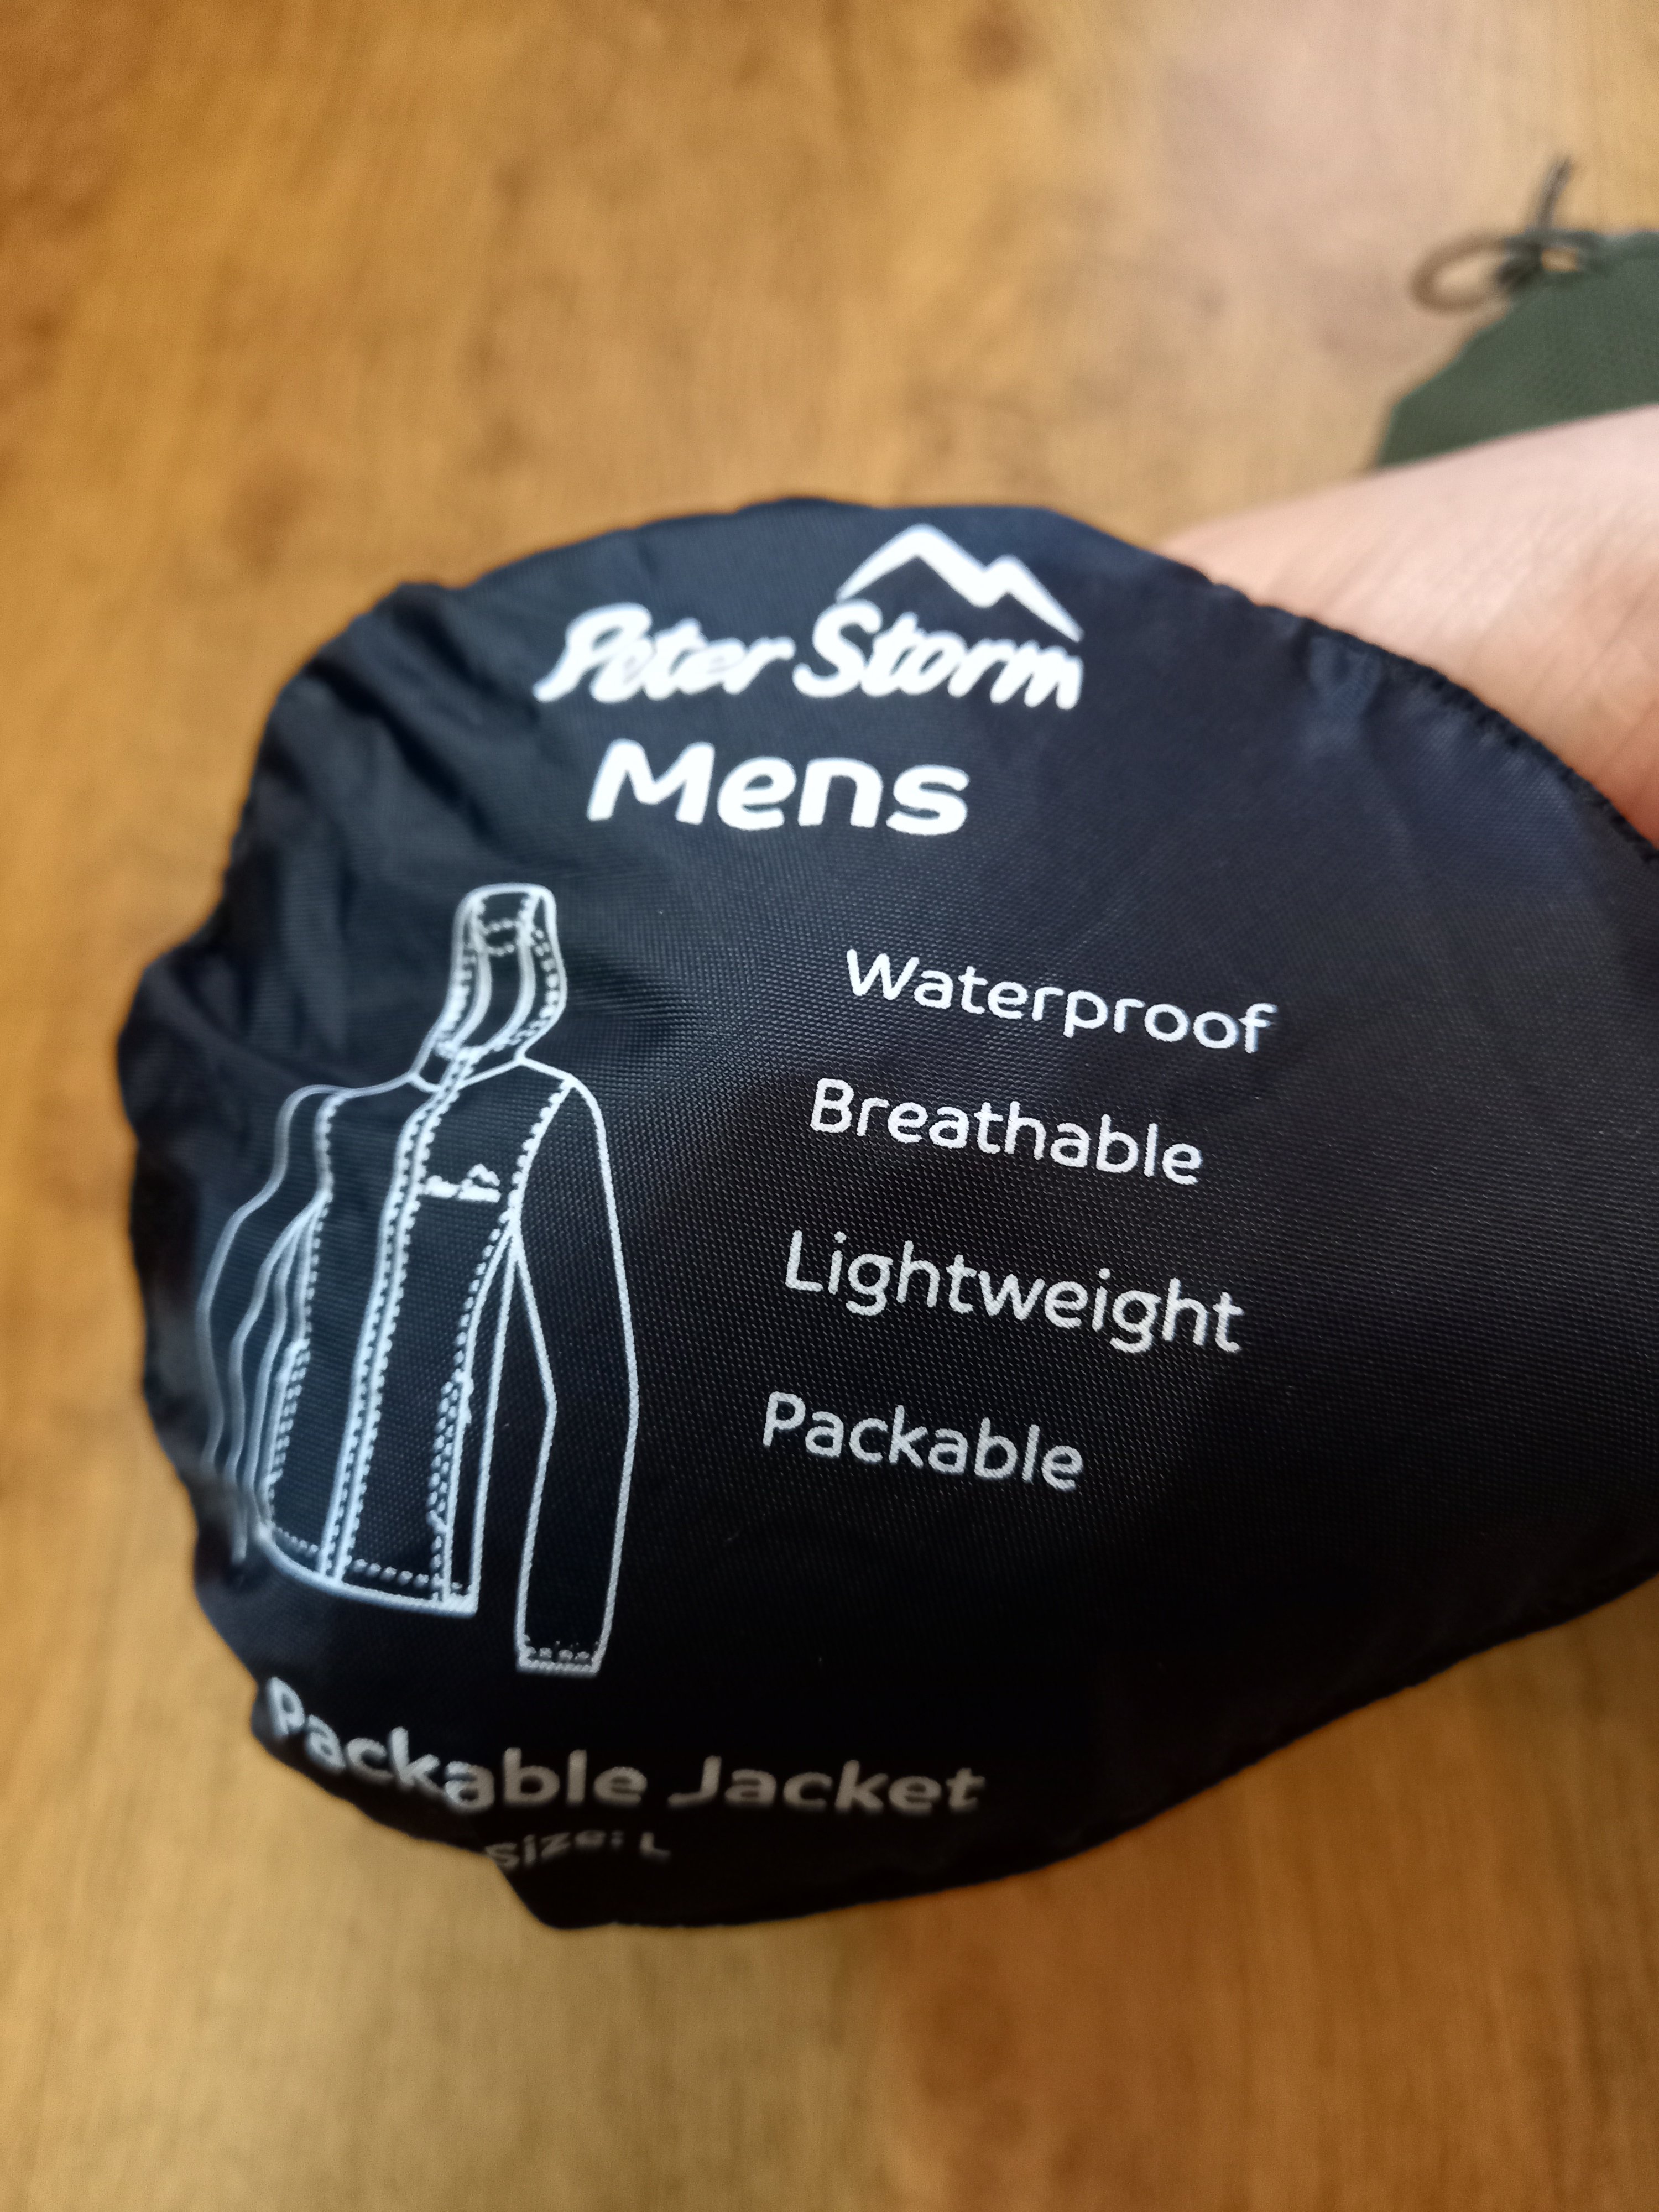 Peter Storm
Mens
Waterproof
Breathable
Lightweight
Packable
Packable Jacket
Size: L